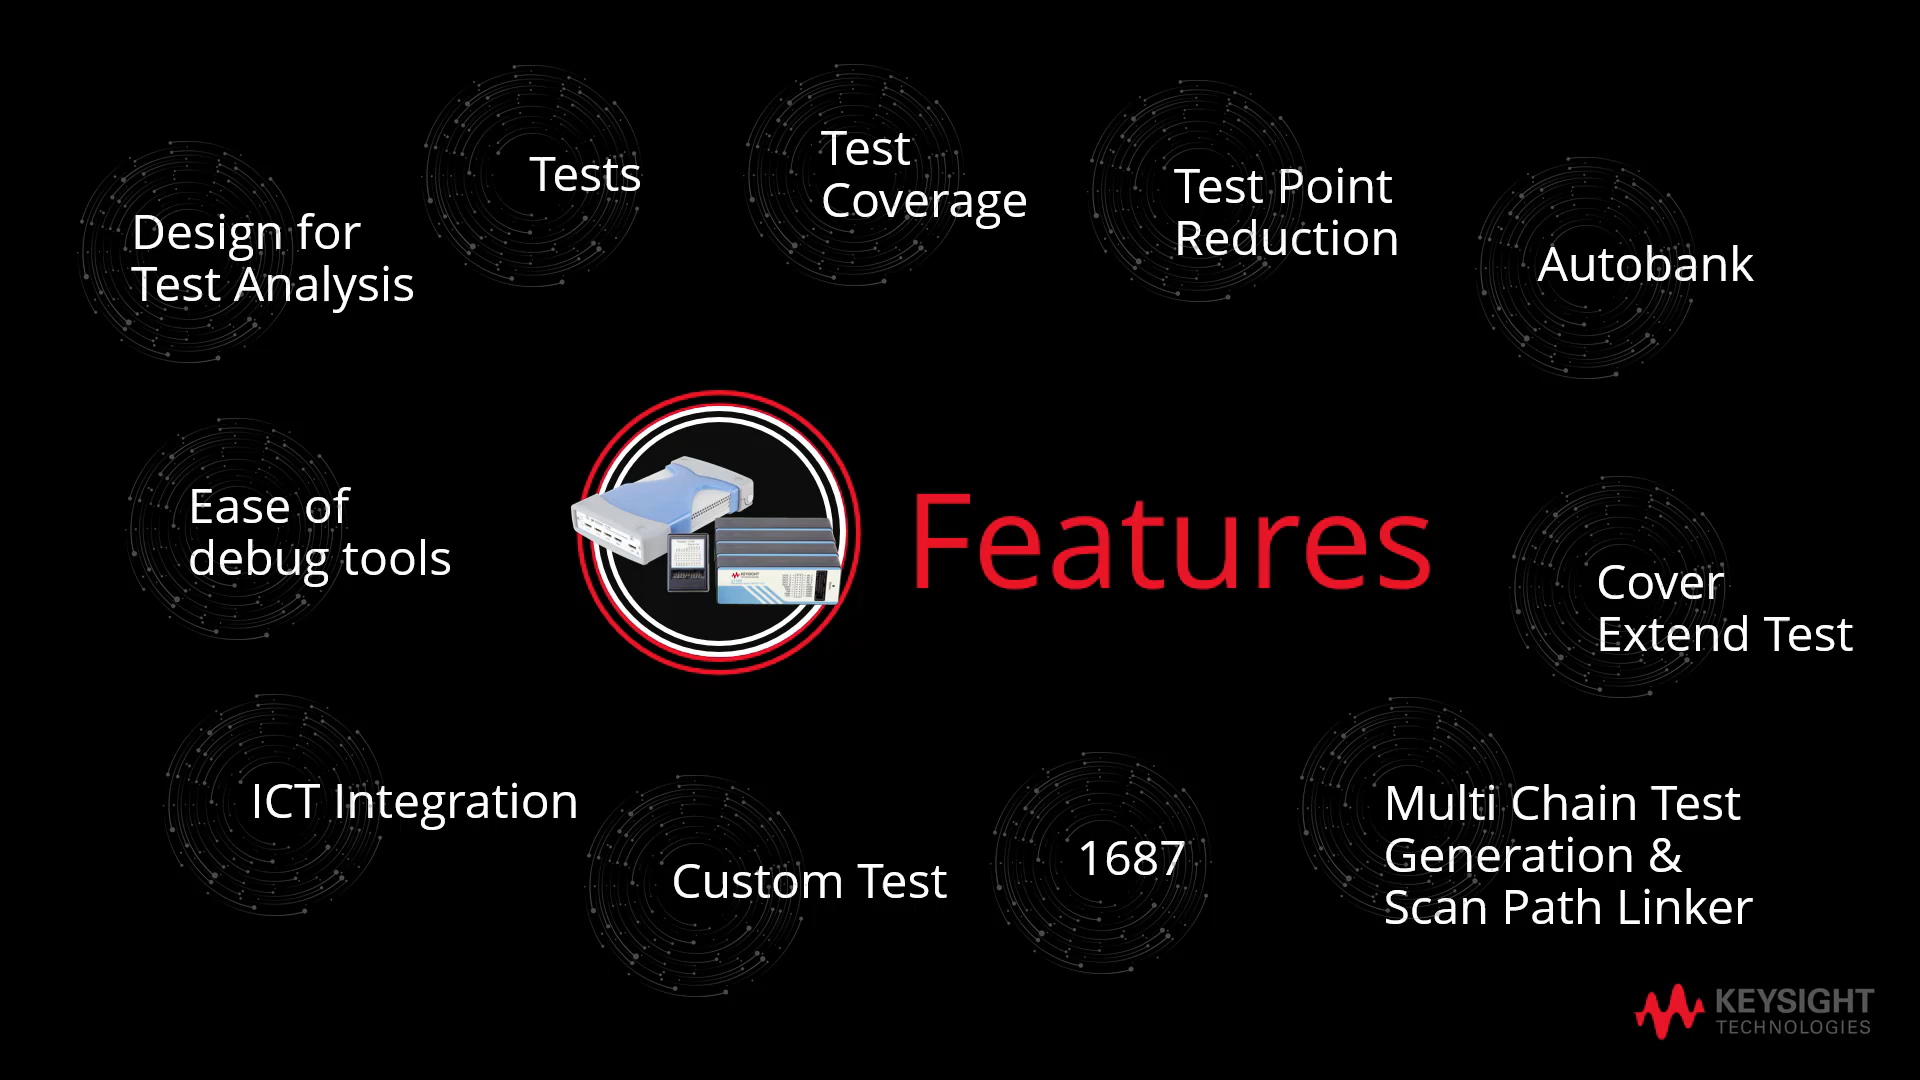 Tests
Test
Coverage
Test Point
Reduction
Design for
Test Analysis
Autobank
Ease of
debug tools
Features
KEYSIGHT
Cover
Extend Test
ICT Integration
Multi Chain Test
Generation &
Scan Path Linker
Custom Test
1687
KEYSIGHT
TECHNOLOGIES